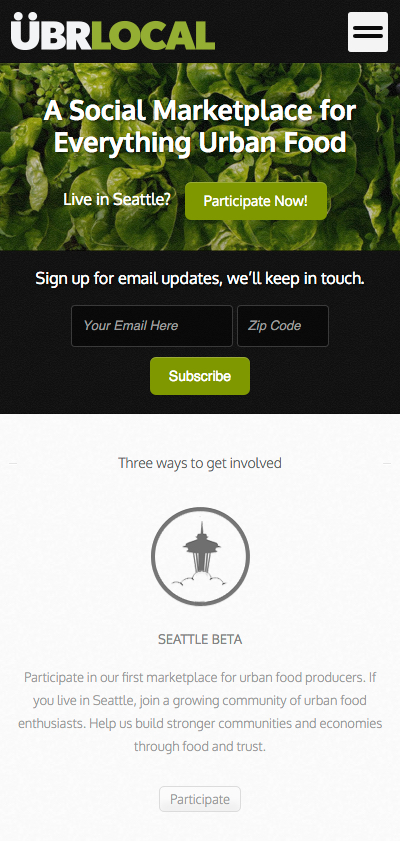 ÜBRLOCAL
A Social Marketplace for
Everything Urban Food
Live in Seattle? Participate Now!
Sign up for email updates, we'll keep in touch.
Your Email Here Zip Code
Subscribe
Three ways to get involved
SEATTLE BETA
Participate in our first marketplace for urban food producers. If
you live in Seattle, join a growing community of urban food
enthusiasts. Help us build stronger communities and economies
through food and trust.
Participate